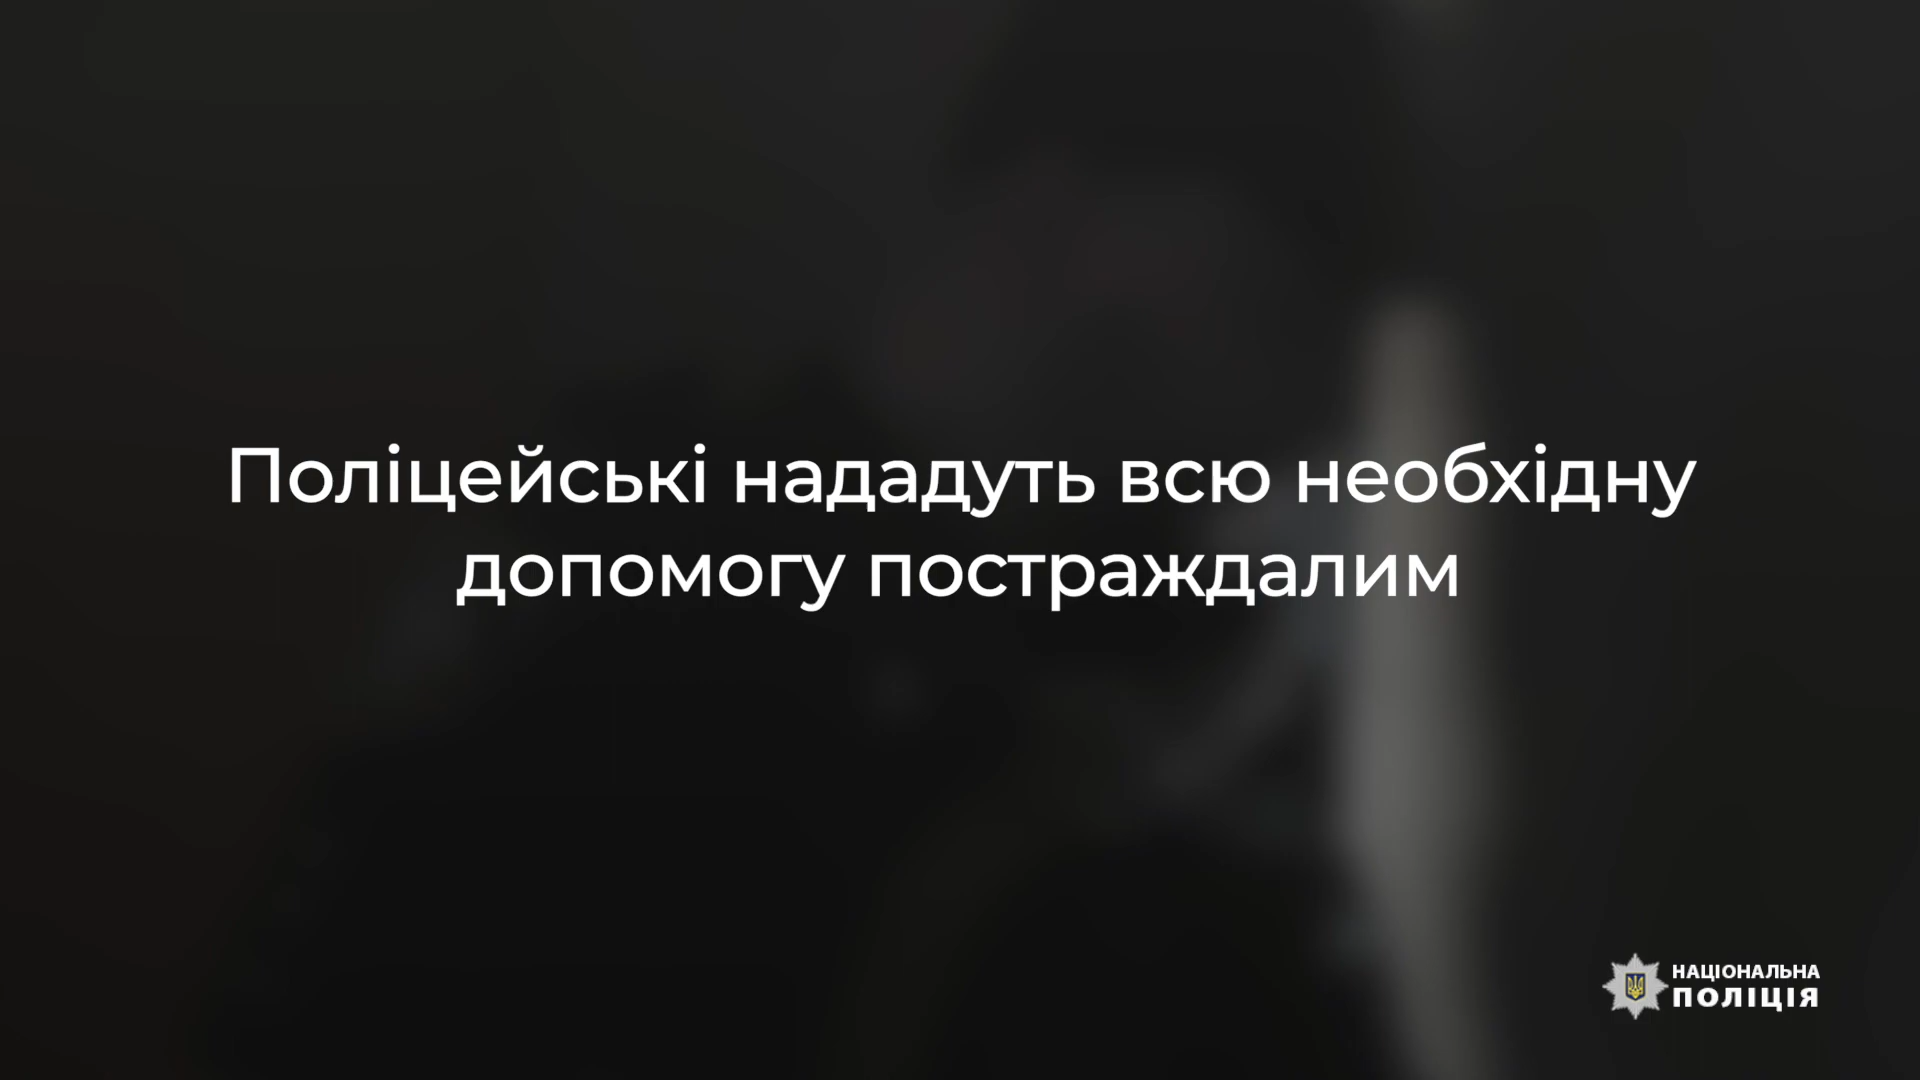 Поліцейські нададуть всю необхідну
допомогу постраждалим
НАЦІОНАЛЬНА
ПОЛІЦІЯ